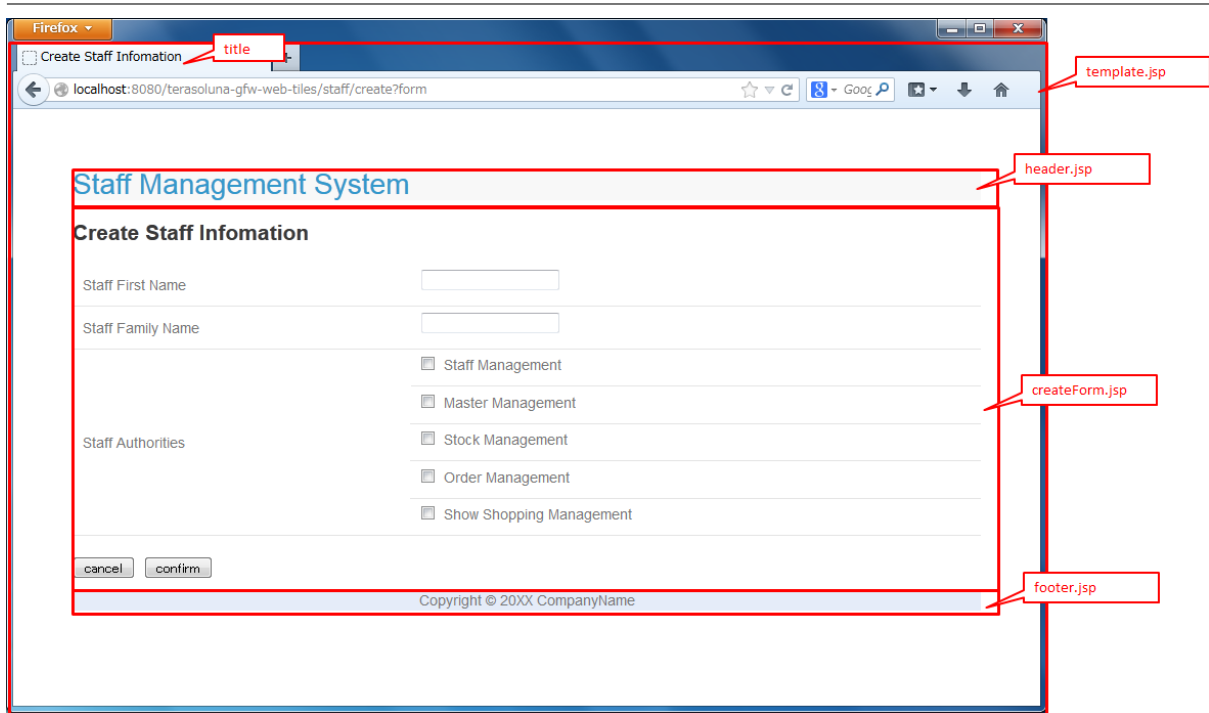 Firefox
title
Create Staff Infomation
template.jsp
localhost:8080/terasoluna-gfw-web-tiles/staff/create?form
8
Goo
header.jsp
Staff Management System
Create Staff Infomation
Staff First Name
Staff Family Name
Staff Management
createForm.jsp
Master Management
Staff Authorities
Stock Management
Order Management
Show Shopping Management
cancel confirm
footer.jsp
Copyright © 20XX CompanyName